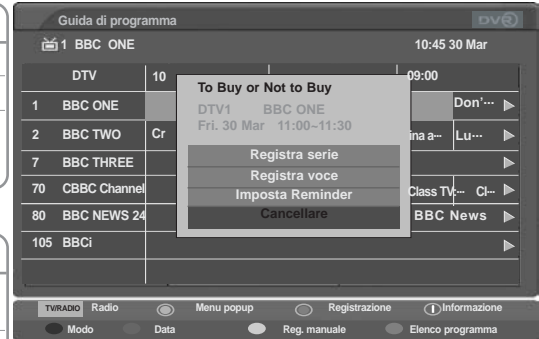 Guida di programma
DVR
1 BBC ONE
10:45 30 Mar
DTV
10
09:00
To Buy or Not to Buy
DTV1 BBC ONE
Fri. 30 Mar 11:00~11:30
Registra serie
Registra voce
Imposta Reminder
Cancellare
1 BBC ONE
Don'···
2 BBC TWO
Cr
ina a···
Lu···
7 BBC THREE
70 CBBC Channel
Class TV:···
Cl···
80 BBC NEWS 24
BBC News
105 BBCi
TV/RADIO Radio
Menu popup
Registrazione
Informazione
Modo
Data
Reg. manuale
Elenco programma